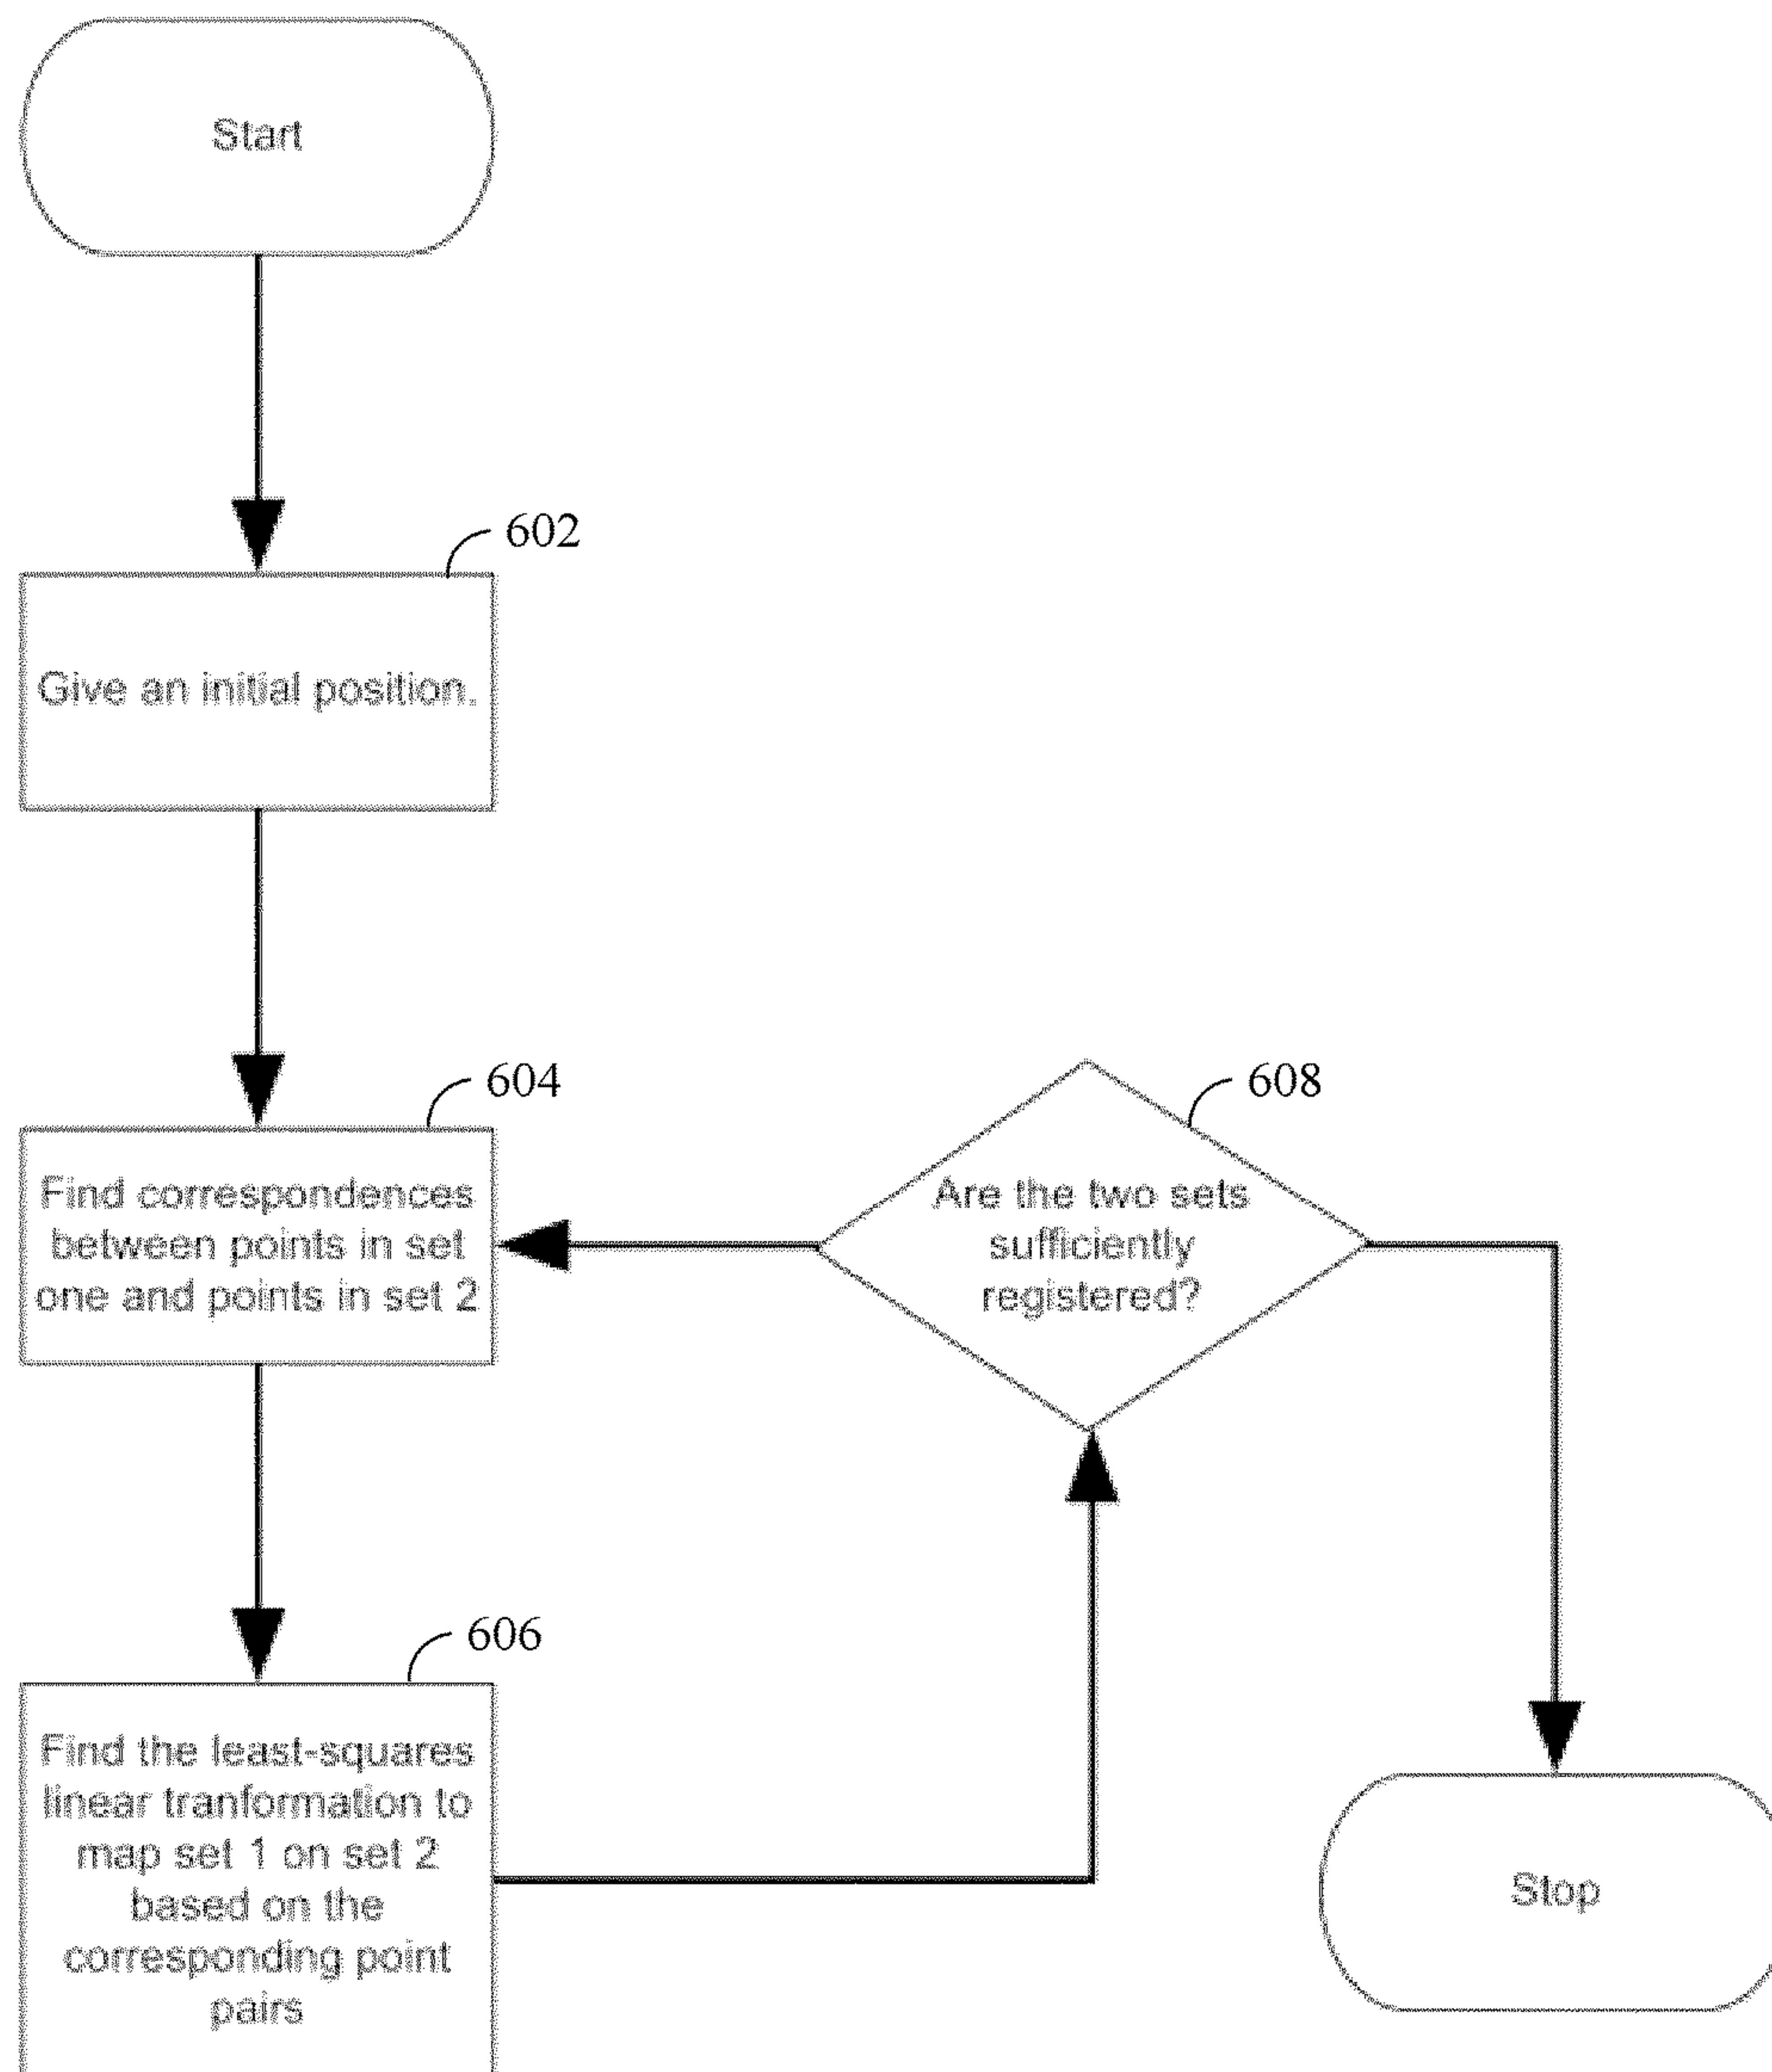 Start
602
Give an initial position.
604
Find correspondences
between points in set
one and points in set 2
608
Are the two sets
sufficiently
registered?
606
Find the least-squares
linear tranformation to
map set 1 on set 2
based on the
corresponding point
pairs
Stop